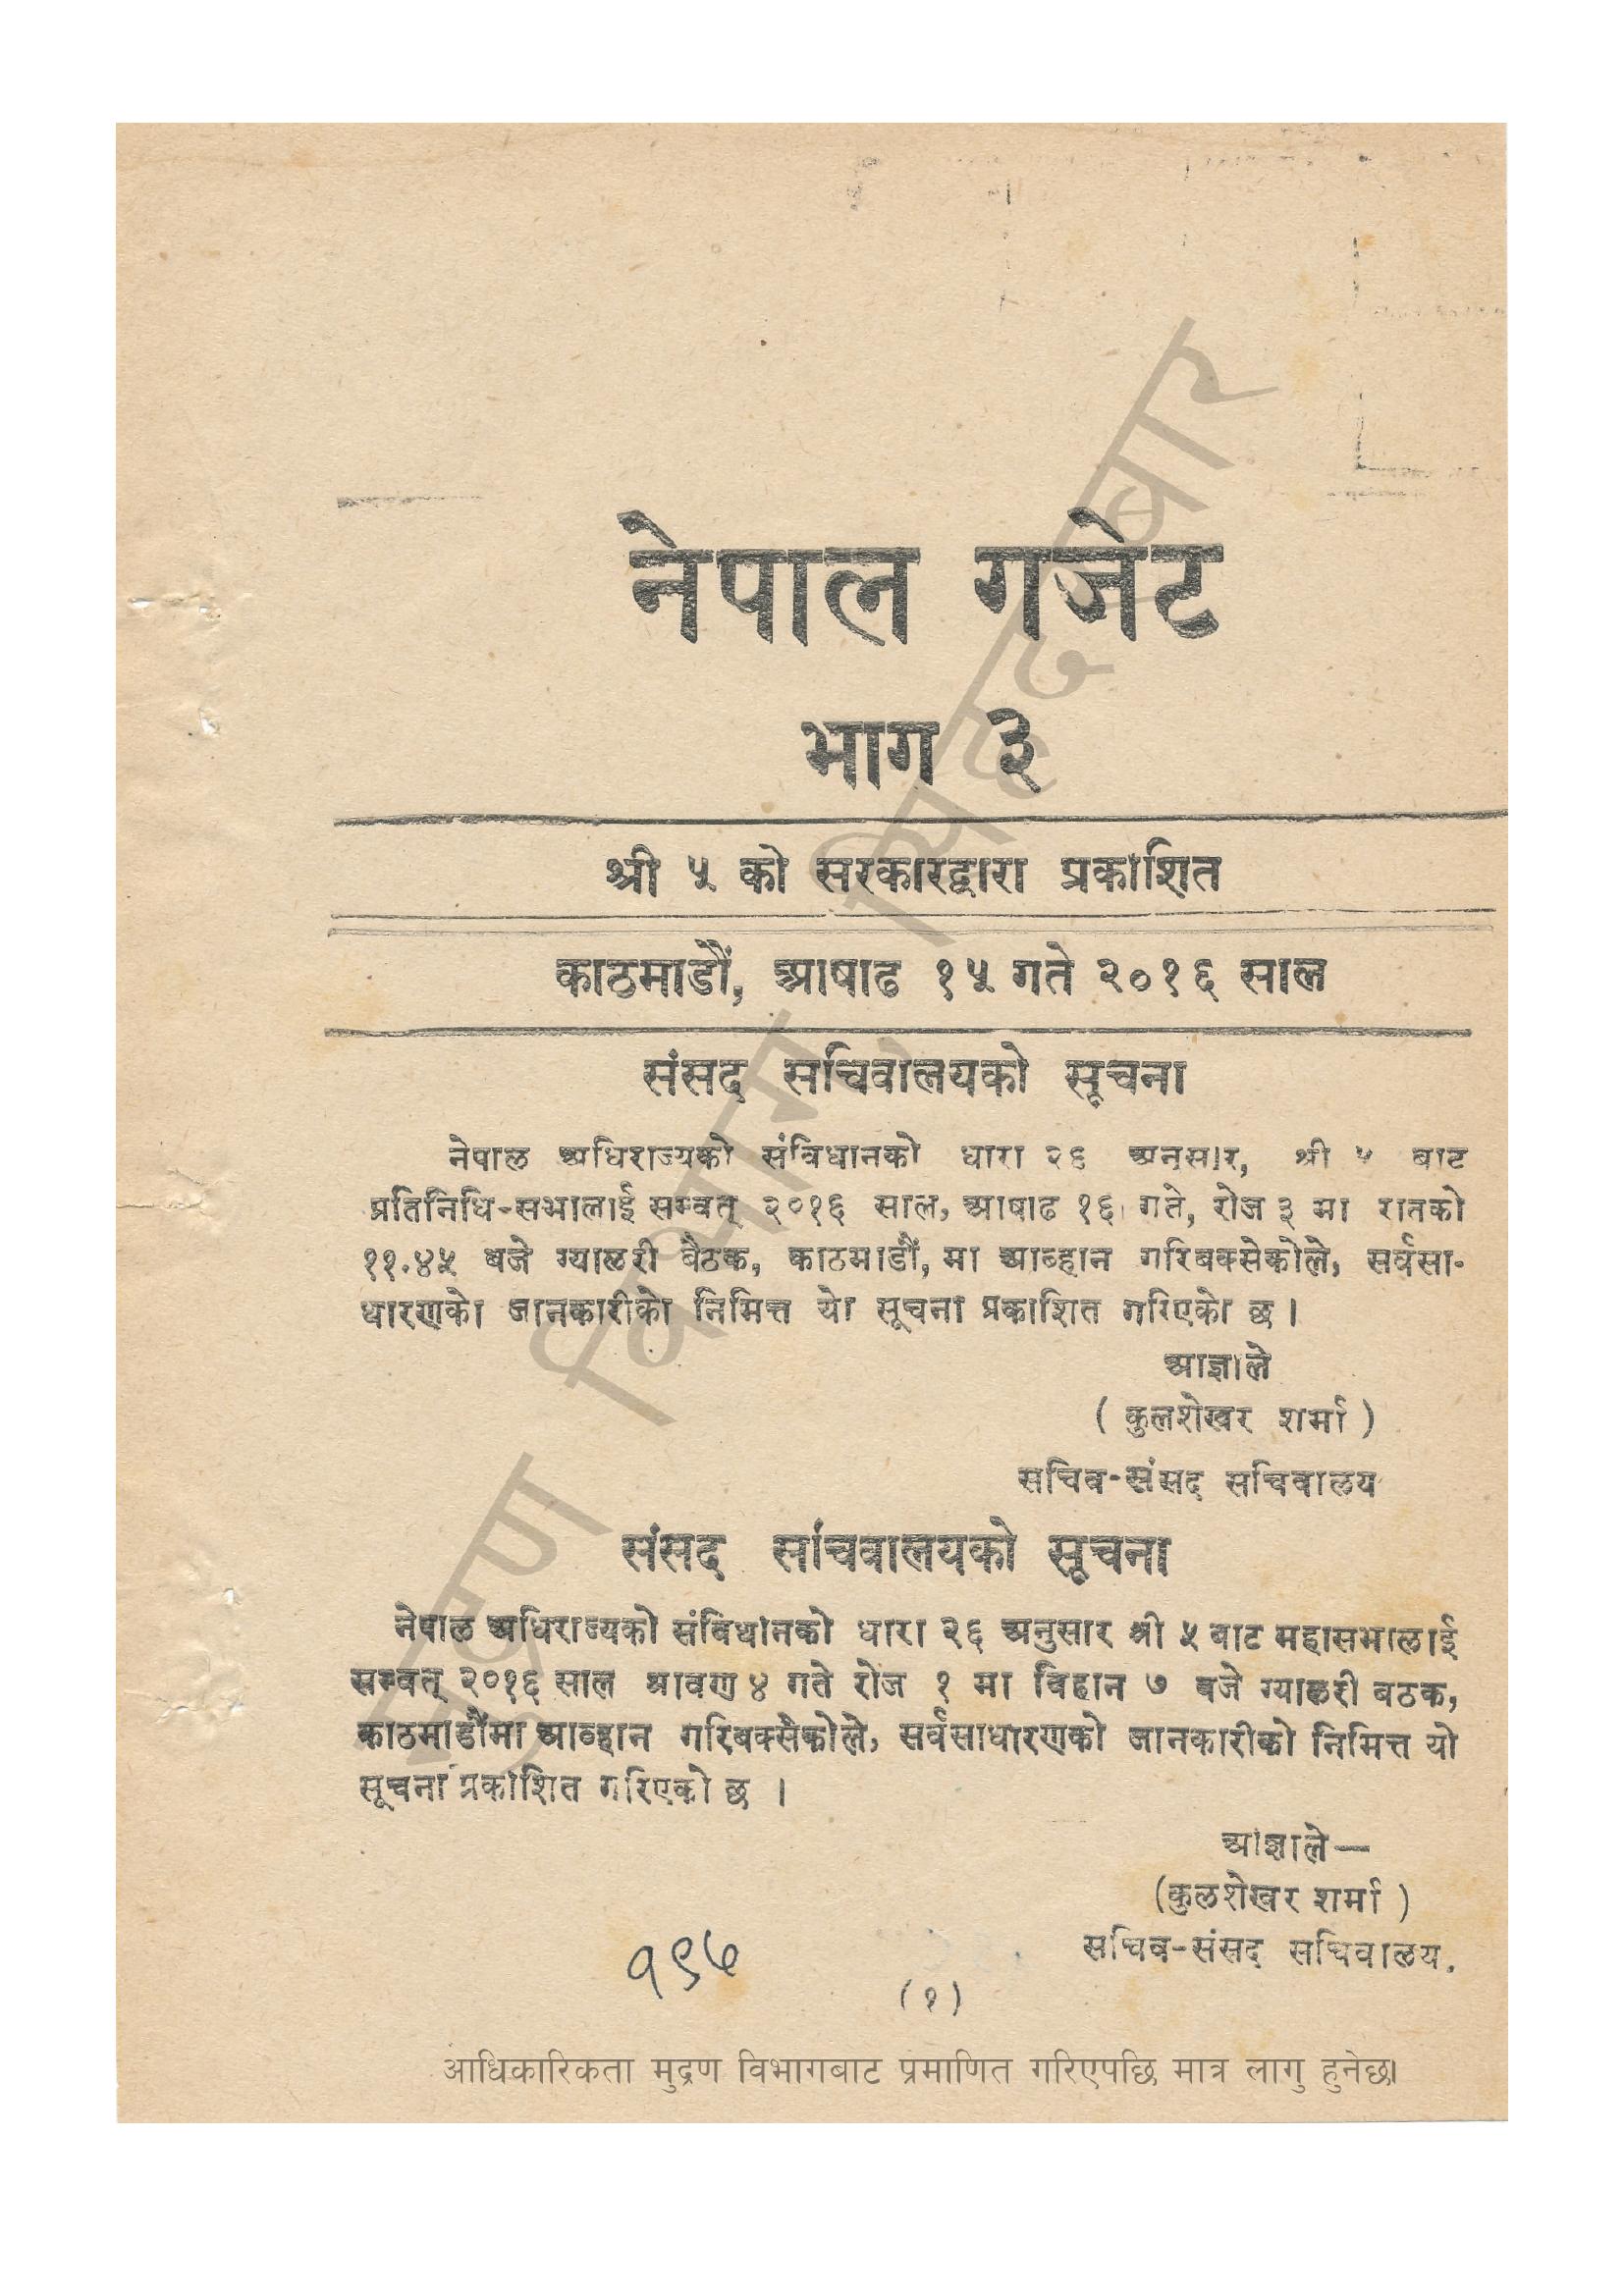 नेपाल गजेट
भाग ३
श्री ५ को सरकारद्वारा प्रकाशित
काठमाडौं, आषाढ १५ गते २०१६ साल
संसद सचिवालयको सूचना
नेपाल अधिराज्यको संविधानको धारा २६ अनुसार, श्री ५ बाट
प्रतिनिधि-सभालाई सम्वत् २०१६ साल, आषाढ १६ गते, रोज ३ मा रातको
११.४५ बजे ग्यालरी बैठक, काठमाडौं, मा आव्हान गरिबक्सेकोले, सर्वसा-
धारणको जानकारीको निमित्त यो सूचना प्रकाशित गरिएको छ ।
आज्ञाले
( कुलशेखर शर्मा )
सचिव-संसद सचिवालय
संसद सचिवालयको सूचना
नेपाल अधिराज्यको संविधानको धारा २६ अनुसार श्री ५ बाट महासभालाई
सम्वत् २०१६ साल श्रावण ४ गते रोज १ मा विहान ७ बजे ग्यालरी बठक,
काठमाडौंमा आव्हान गरिबक्सेकोले, सर्वसाधारणको जानकारीको निमित्त यो
सूचना प्रकाशित गरिएको छ ।
आज्ञाले—
(कुलशेखर शर्मा )
सचिव-संसद सचिवालय.
१९७
(१)
मुद्रण विभाग, सिंहदरबार
आधिकारिकता मुद्रण विभागबाट प्रमाणित गरिएपछि मात्र लागु हुनेछ।